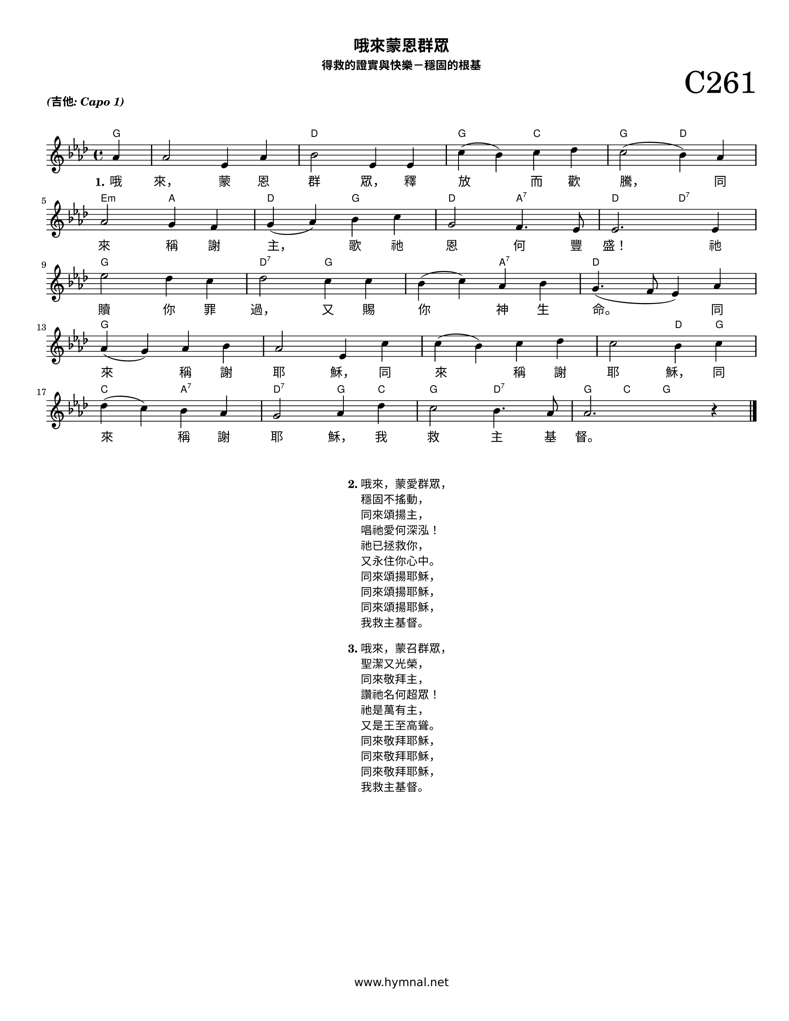 哦來蒙恩群眾
得救的證實與快樂－穩固的根基
C261
(吉他: Capo 1)
G D G C G D
1. 哦 來， 蒙 恩 群 眾， 釋 放 而 歡 騰， 同
5 Em A D G D A7 D D7
來 稱 謝 主， 歌 祂 恩 何 豐 盛！ 祂
9 G D7 G C A7 D
贖 你 罪 過， 又 賜 你 神 生 命。 同
13 G D G
來 稱 謝 耶 穌， 同 來 稱 謝 耶 穌， 同
17 C A7 D7 G C G D7 G C G
來 稱 謝 耶 穌， 我 救 主 基 督。
2. 哦來，蒙愛群眾，
穩固不搖動，
同來頌揚主，
唱祂愛何深泓！
祂已拯救你，
又永住你心中。
同來頌揚耶穌，
同來頌揚耶穌，
同來頌揚耶穌，
我救主基督。
3. 哦來，蒙召群眾，
聖潔又光榮，
同來敬拜主，
讚祂名何超眾！
祂是萬有主，
又是王至高聳。
同來敬拜耶穌，
同來敬拜耶穌，
同來敬拜耶穌，
我救主基督。
www.hymnal.net